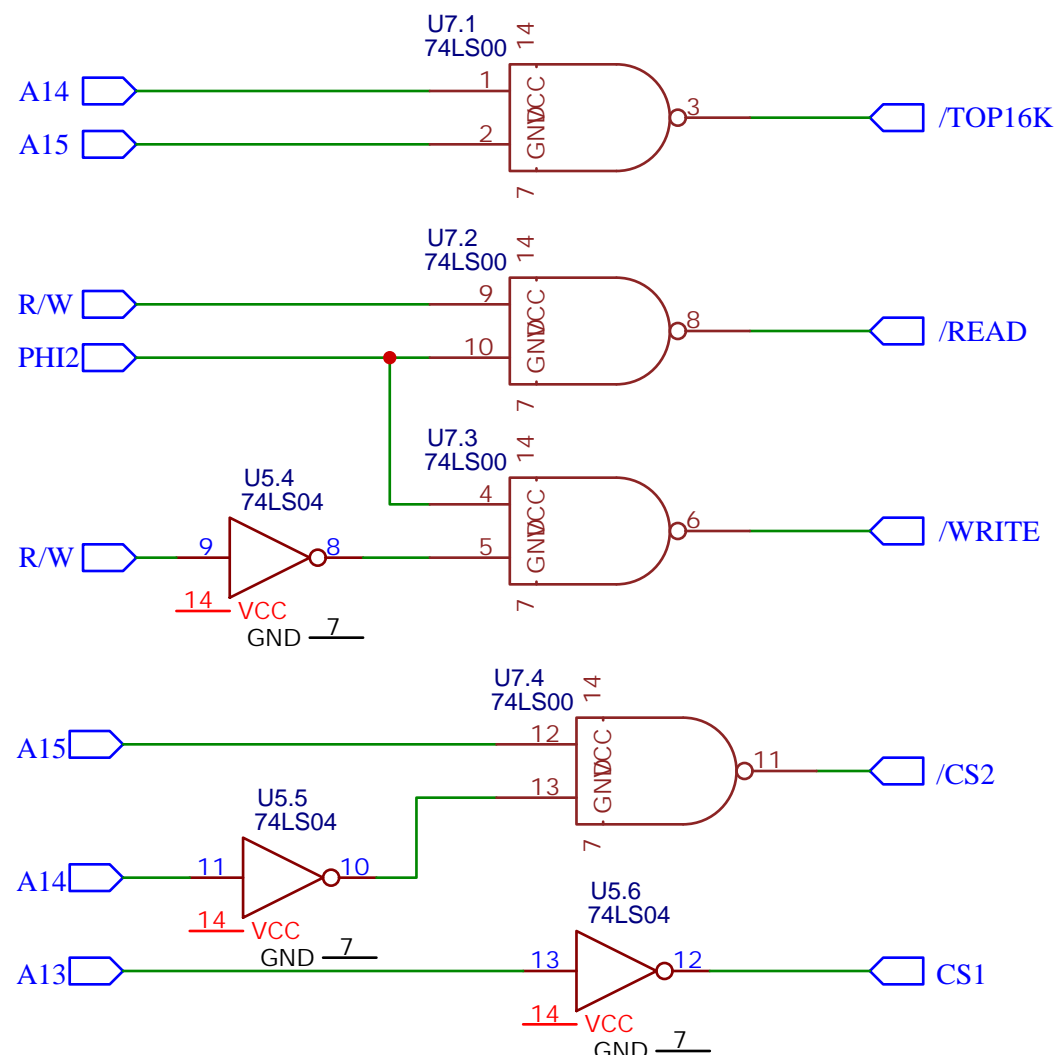 U7.1
74LS00
14
A14
1
VCC
3
/TOP16K
A15
2
GND
7
U7.2
74LS00
14
R/W
9
VCC
8
/READ
PHI2
10
GND
7
U7.3
74LS00
14
4
VCC
6
/WRITE
U5.4
74LS04
R/W
9
8
5
GND
7
14
VCC
GND
7
U7.4
74LS00
14
A15
12
VCC
11
/CS2
13
GND
7
U5.5
74LS04
A14
11
10
14
VCC
GND
7
U5.6
74LS04
A13
13
12
CS1
14
VCC
GND
7